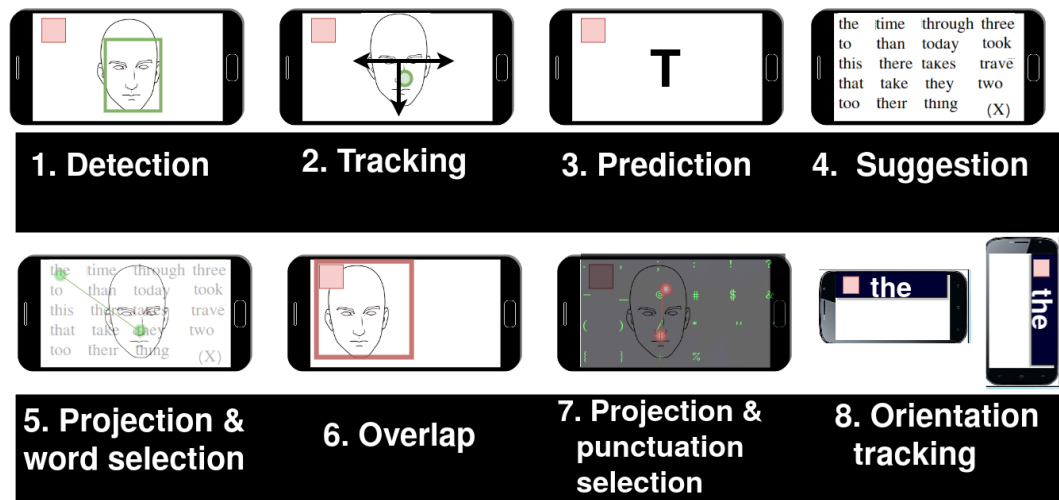 T
the time through three
to than today took
this there takes trave
that take they two
too their thing (X)
1. Detection
2. Tracking
3. Prediction
4. Suggestion
the time through three
to than today took
this there takes trave
that take they two
too their thing (X)
: ! ?
_ @ # $ &
( ) * "
%
the
the
5. Projection &
word selection
6. Overlap
7. Projection &
punctuation
selection
8. Orientation
tracking